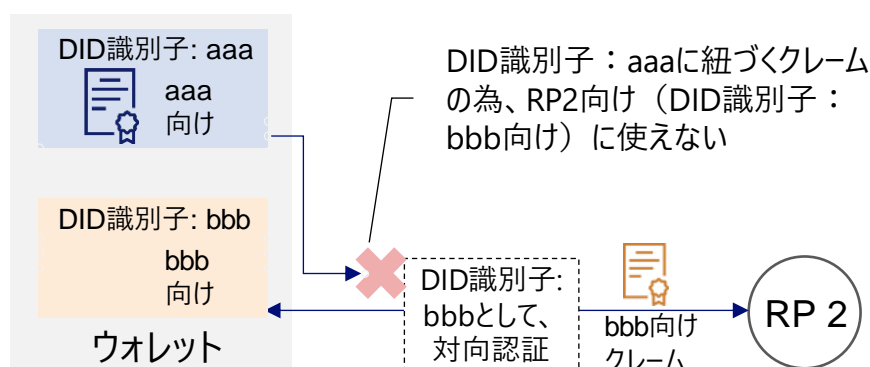 DID識別子: aaa
aaa
向け
DID識別子：aaaに紐づくクレーム
の為、RP2向け（DID識別子：
bbb向け）に使えない
DID識別子: bbb
bbb
向け
ウォレット
DID識別子:
bbbとして、
対向認証
bbb向け
クレーム
RP 2